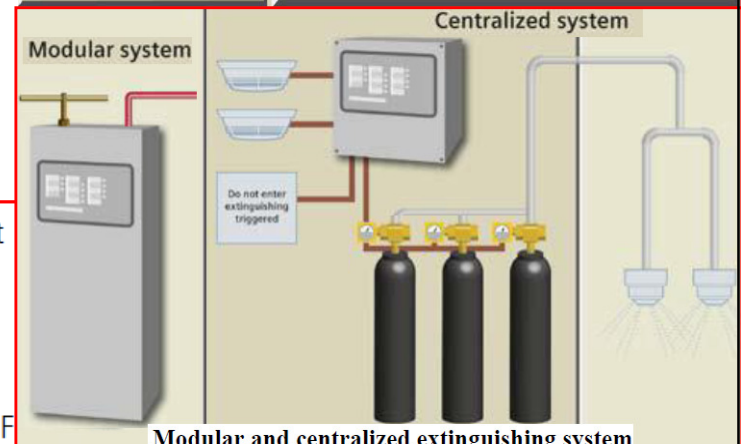 Centralized system
Modular system
Do not enter
extinguishing
triggered
t
F
Modular and centralized extinguishing system